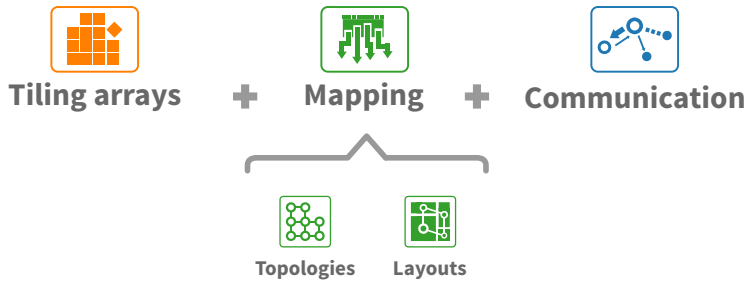 Tiling arrays + Mapping + Communication
Topologies Layouts